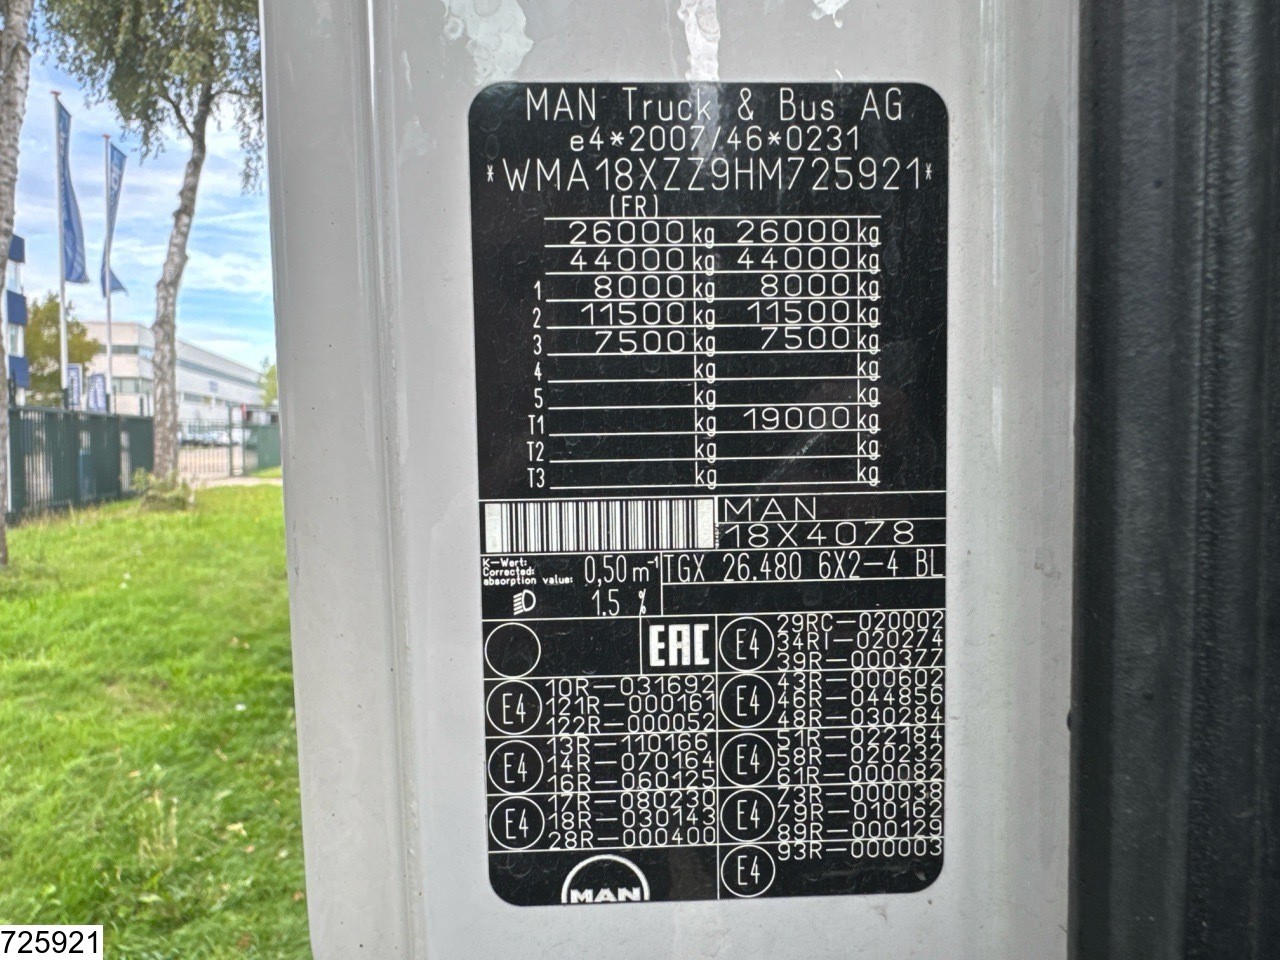 MAN Truck & Bus AG
e4*2007/46*0231
*WMA18XZZ9HM725921*
(FR)
26000 kg 26000 kg
44000 kg 44000 kg
1 8000 kg 8000 kg
2 11500 kg 11500 kg
3 7500 kg 7500 kg
4 kg kg
5 kg kg
T1 kg 19000 kg
T2 kg kg
T3 kg kg
MAN
18X4078
K-Wert:
Corrected:
absorption value: 0,50 m-1
TGX 26.480 6X2-4 BL
1.5 %
EAC
E4
29RC-020002
34RI-020274
39R-000377
E4
10R-031692
121R-000161
122R-000052
E4
43R-000602
46R-044856
48R-030284
E4
13R-110166
14R-070164
16R-060125
E4
51R-022184
58R-020232
61R-000082
E4
17R-080230
18R-030143
28R-000400
E4
73R-000038
79R-010162
89R-000129
E4
93R-000003
MAN
725921